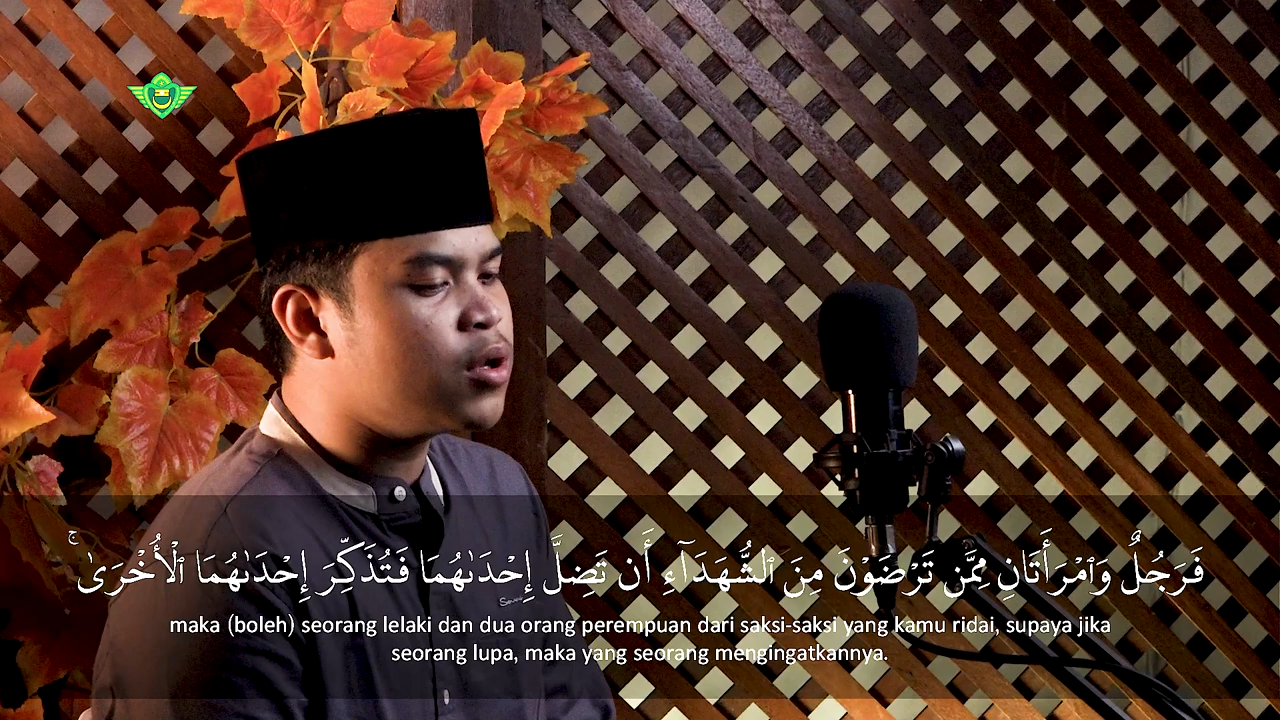 فَرَجُلٌ وَٱمْرَأَتَانِ مِمَّن تَرْضَوْنَ مِنَ ٱلشُّهَدَآءِ أَن تَضِلَّ إِحْدَىٰهُمَا فَتُذَكِّرَ إِحْدَىٰهُمَا ٱلْأُخْرَىٰ ۚ
maka (boleh) seorang lelaki dan dua orang perempuan dari saksi-saksi yang kamu ridai, supaya jika
seorang lupa, maka yang seorang mengingatkannya.